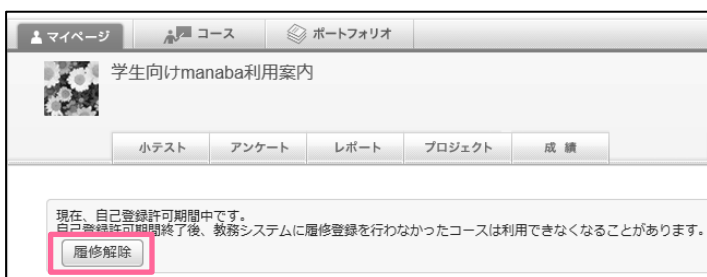 マイページ コース ポートフォリオ
学生向けmanaba利用案内
小テスト アンケート レポート プロジェクト 成績
現在、自己登録許可期間中です。
自己登録許可期間終了後、教務システムに履修登録を行わなかったコースは利用できなくなることがあります。
履修解除